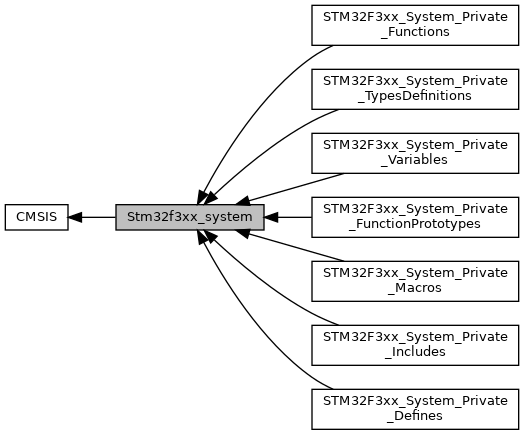 STM32F3xx_System_Private
_Functions
STM32F3xx_System_Private
_TypesDefinitions
STM32F3xx_System_Private
_Variables
CMSIS
Stm32f3xx_system
STM32F3xx_System_Private
_FunctionPrototypes
STM32F3xx_System_Private
_Macros
STM32F3xx_System_Private
_Includes
STM32F3xx_System_Private
_Defines